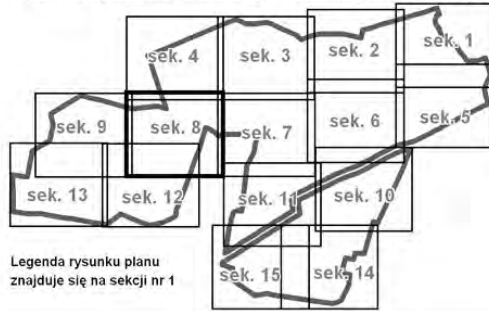 sek. 1
sek. 2
sek. 3
sek. 4
sek. 5
sek. 6
sek. 7
sek. 8
sek. 9
sek. 10
sek. 11
sek. 12
sek. 13
sek. 14
sek. 15
Legenda rysunku planu
znajduje się na sekcji nr 1